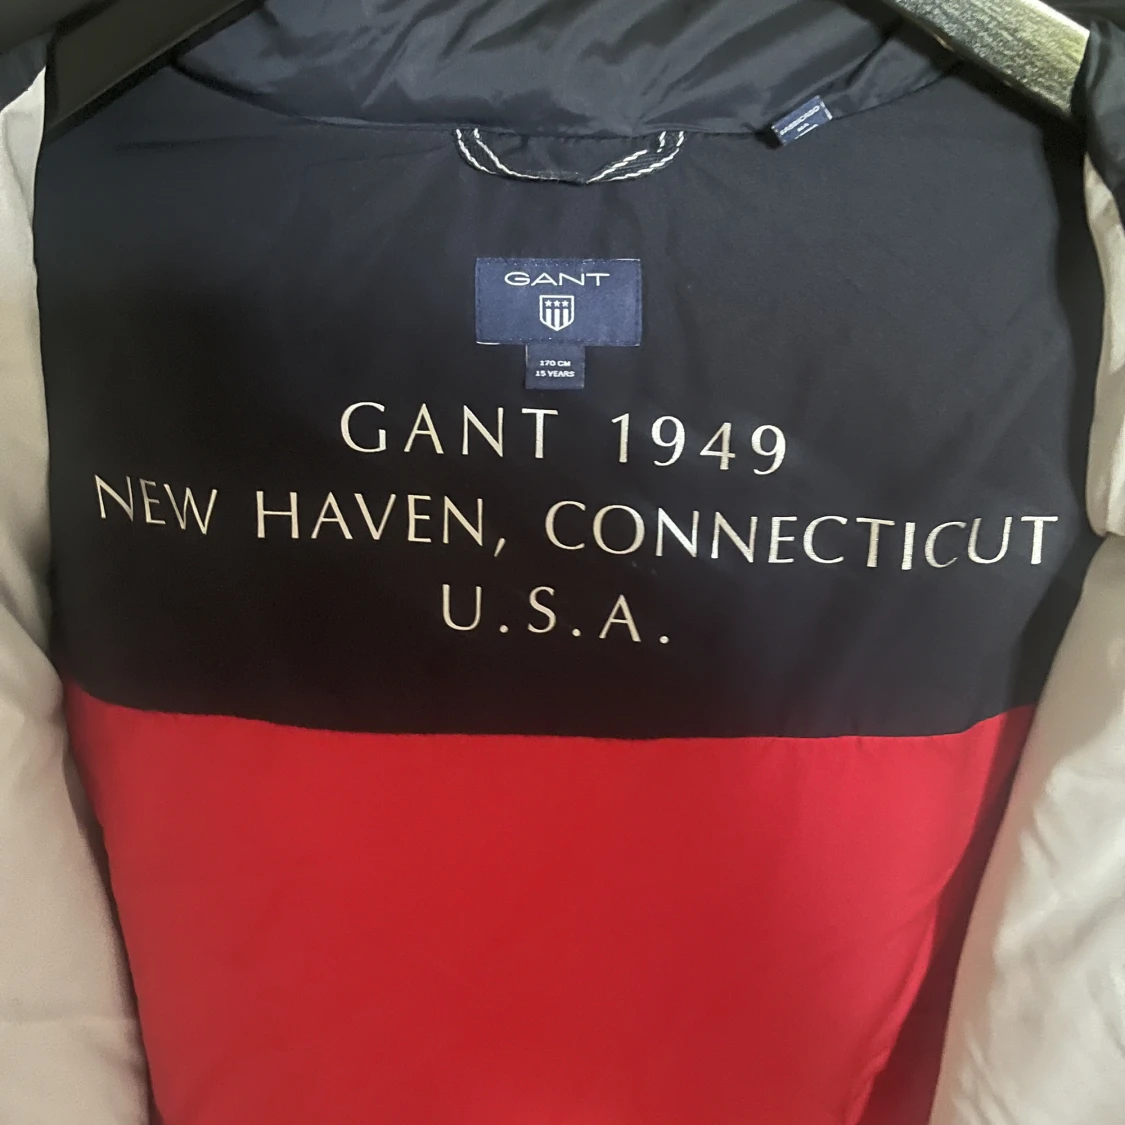 GANT
170 CM
15 YEARS
GANT 1949
NEW HAVEN, CONNECTICUT
U.S.A.